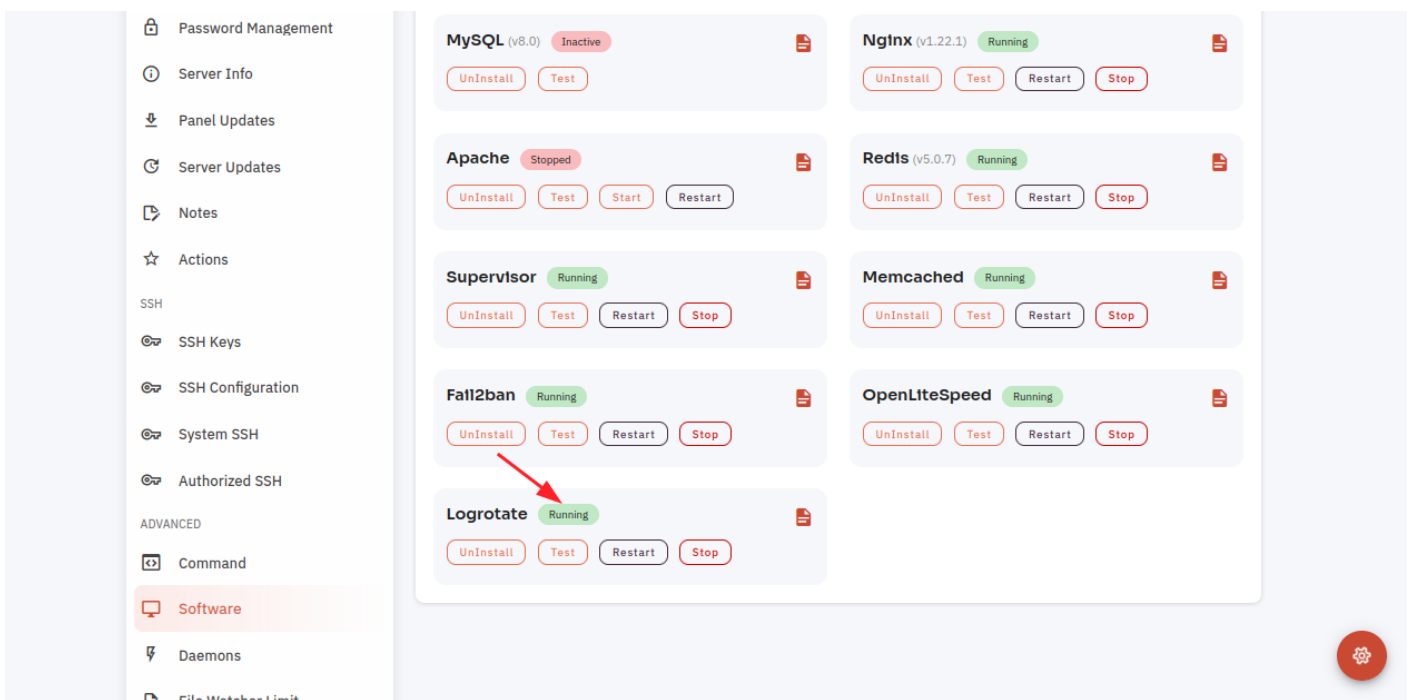 Password Management
Server Info
Panel Updates
Server Updates
Notes
Actions
SSH
SSH Keys
SSH Configuration
System SSH
Authorized SSH
ADVANCED
Command
Software
Daemons
File Watcher Limit
MySQL (v8.0) Inactive
UnInstall Test
Nginx (v1.22.1) Running
UnInstall Test Restart Stop
Apache Stopped
UnInstall Test Start Restart
Redis (v5.0.7) Running
UnInstall Test Restart Stop
Supervisor Running
UnInstall Test Restart Stop
Memcached Running
UnInstall Test Restart Stop
Fail2ban Running
UnInstall Test Restart Stop
OpenLiteSpeed Running
UnInstall Test Restart Stop
Logrotate Running
UnInstall Test Restart Stop